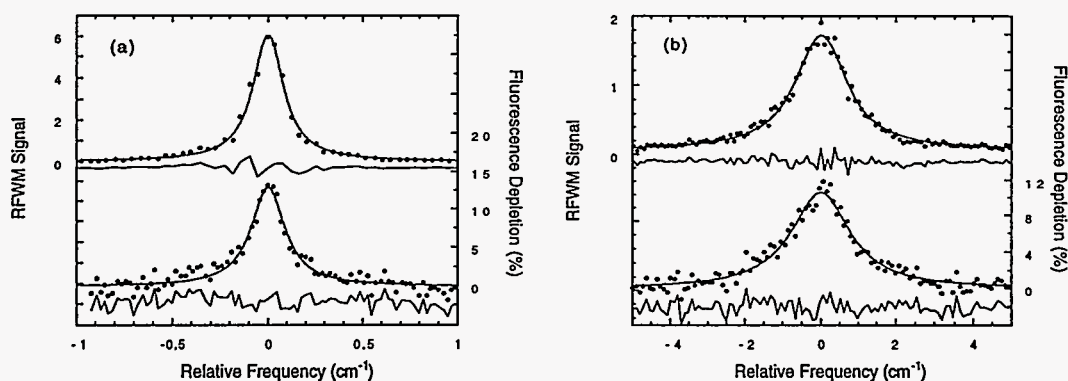 (a)
RFWM Signal
6
4
2
0
20
15
10
5
0
Fluorescence Depletion (%)
-1 -0.5 0 0.5 1
Relative Frequency (cm-1)
(b)
RFWM Signal
2
1
0
12
8
4
0
Fluorescence Depletion (%)
-4 -2 0 2 4
Relative Frequency (cm-1)